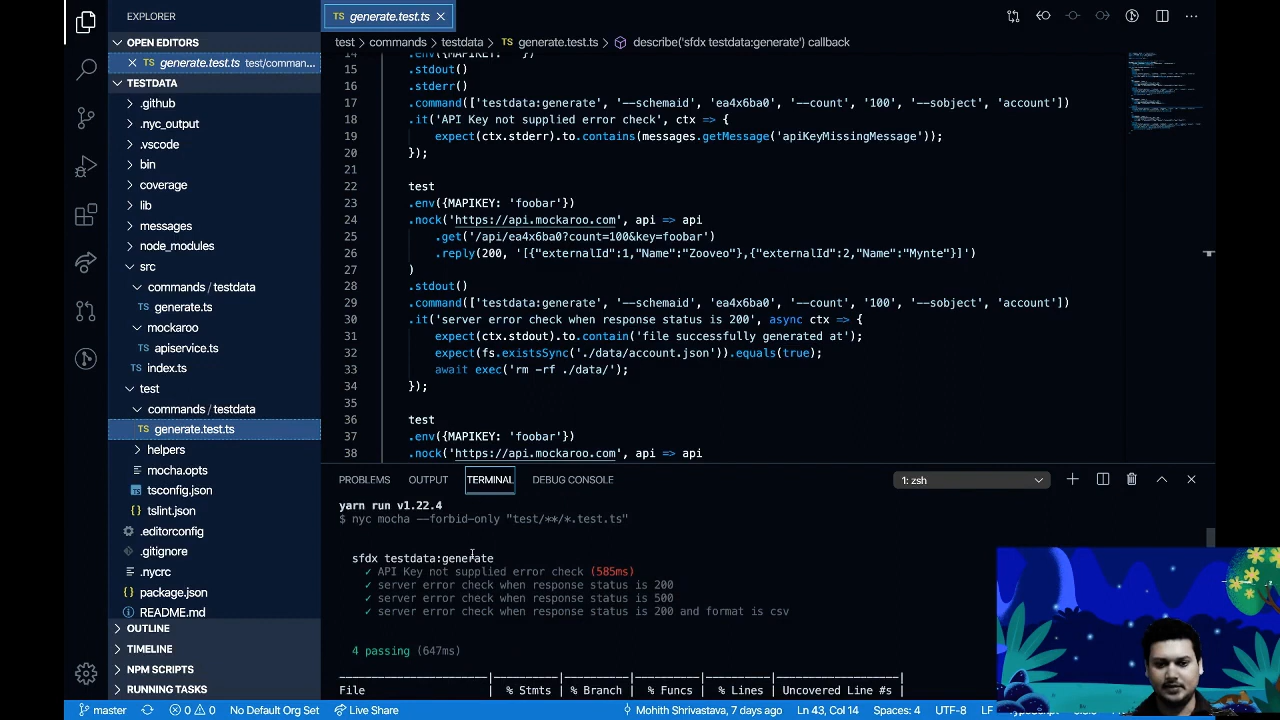 EXPLORER
OPEN EDITORS
generate.test.ts test/comman...
TESTDATA
.github
.nyc_output
.vscode
bin
coverage
lib
messages
node_modules
src
commands / testdata
TS generate.ts
mockaroo
TS apiservice.ts
TS index.ts
test
commands / testdata
TS generate.test.ts
helpers
mocha.opts
tsconfig.json
tslint.json
.editorconfig
.gitignore
.nycrc
package.json
README.md
OUTLINE
TIMELINE
NPM SCRIPTS
RUNNING TASKS
TS generate.test.ts
test > commands > testdata > TS generate.test.ts > describe('sfdx testdata:generate') callback
14 .env({MAPIKEY: ''})
15 .stdout()
16 .stderr()
17 .command(['testdata:generate', '--schemaid', 'ea4x6ba0', '--count', '100', '--sobject', 'account'])
18 .it('API Key not supplied error check', ctx => {
19 expect(ctx.stderr).to.contains(messages.getMessage('apiKeyMissingMessage'));
20 });
21
22 test
23 .env({MAPIKEY: 'foobar'})
24 .nock('https://api.mockaroo.com', api => api
25 .get('/api/ea4x6ba0?count=100&key=foobar')
26 .reply(200, '[{"externalId":1,"Name":"Zooveo"},{"externalId":2,"Name":"Mynte"}]')
27 )
28 .stdout()
29 .command(['testdata:generate', '--schemaid', 'ea4x6ba0', '--count', '100', '--sobject', 'account'])
30 .it('server error check when response status is 200', async ctx => {
31 expect(ctx.stdout).to.contain('file successfully generated at');
32 expect(fs.existsSync('./data/account.json')).equals(true);
33 await exec('rm -rf ./data/');
34 });
35
36 test
37 .env({MAPIKEY: 'foobar'})
38 .nock('https://api.mockaroo.com', api => api
PROBLEMS OUTPUT TERMINAL DEBUG CONSOLE 1: zsh
yarn run v1.22.4
$ nyc mocha --forbid-only "test/**/*.test.ts"
sfdx testdata:generate
✓ API Key not supplied error check (585ms)
✓ server error check when response status is 200
✓ server error check when response status is 500
✓ server error check when response status is 200 and format is csv
4 passing (647ms)
File | % Stmts | % Branch | % Funcs | % Lines | Uncovered Line #s |
master 0 0 No Default Org Set Live Share Mohith Shrivastava, 7 days ago Ln 43, Col 14 Spaces: 4 UTF-8 LF